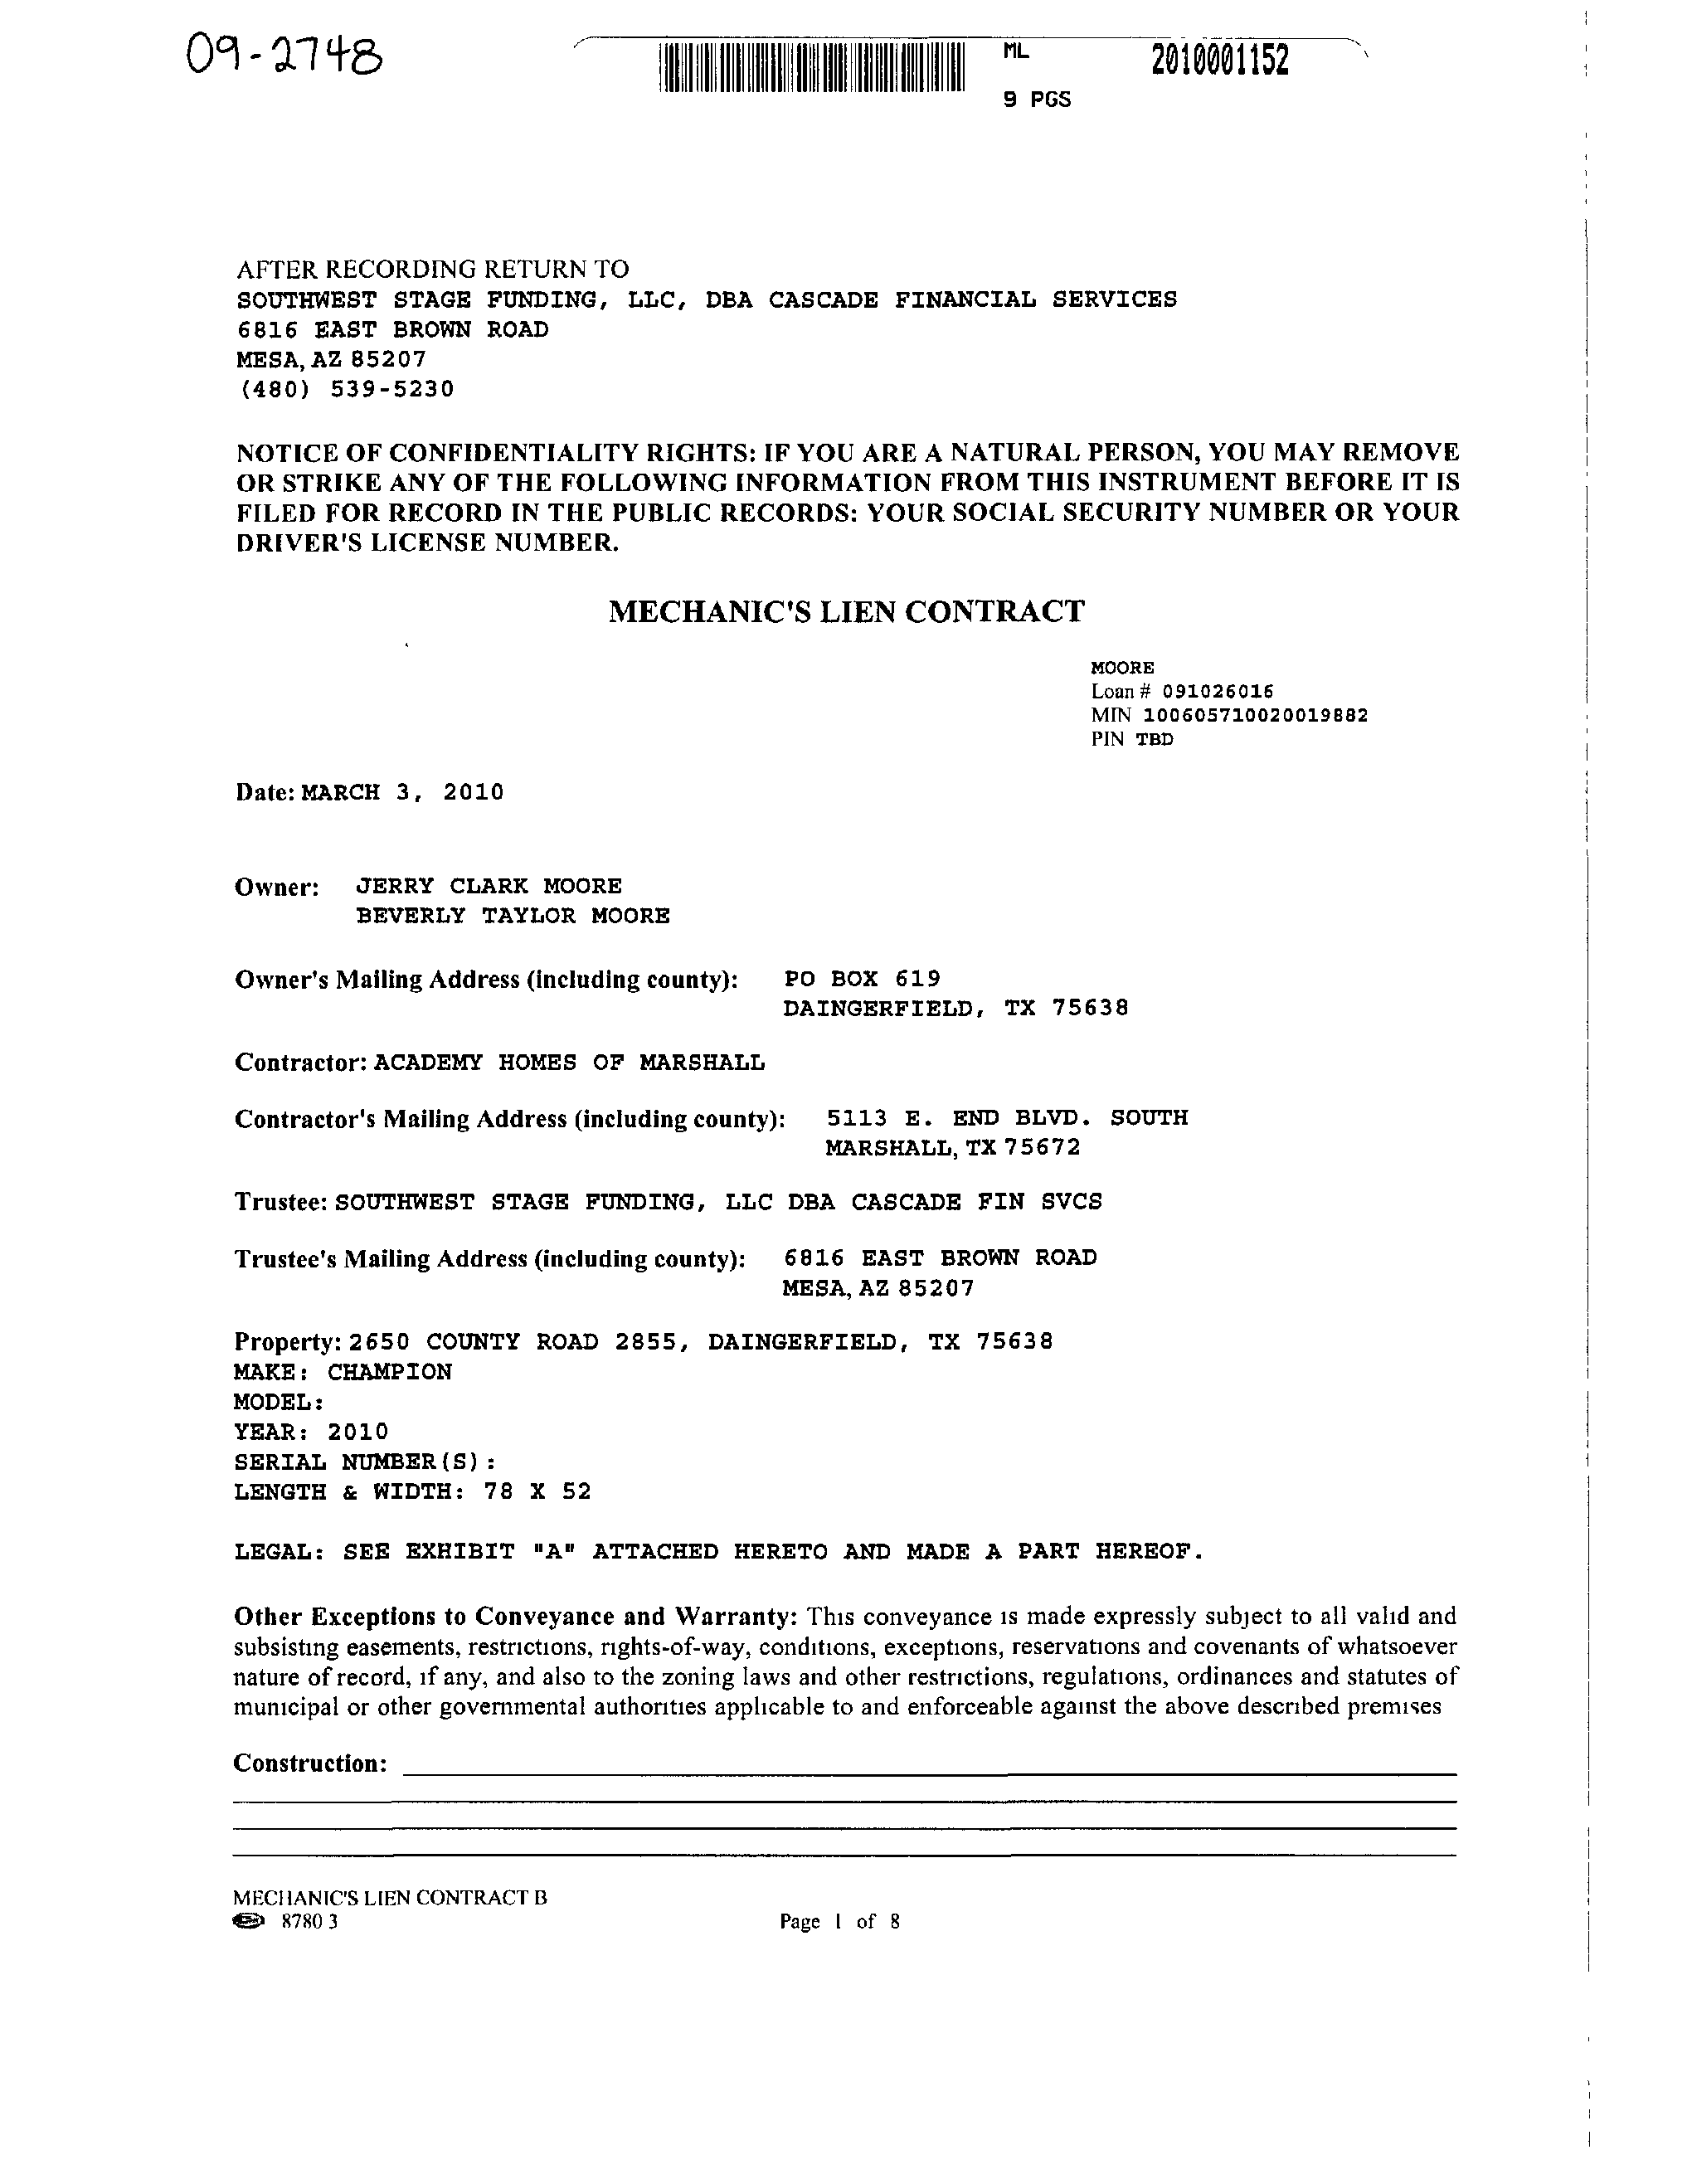 09-2748
ML 2010001152
9 PGS
AFTER RECORDING RETURN TO
SOUTHWEST STAGE FUNDING, LLC, DBA CASCADE FINANCIAL SERVICES
6816 EAST BROWN ROAD
MESA, AZ 85207
(480) 539-5230
NOTICE OF CONFIDENTIALITY RIGHTS: IF YOU ARE A NATURAL PERSON, YOU MAY REMOVE
OR STRIKE ANY OF THE FOLLOWING INFORMATION FROM THIS INSTRUMENT BEFORE IT IS
FILED FOR RECORD IN THE PUBLIC RECORDS: YOUR SOCIAL SECURITY NUMBER OR YOUR
DRIVER'S LICENSE NUMBER.
MECHANIC'S LIEN CONTRACT
MOORE
Loan # 091026016
MIN 100605710020019882
PIN TBD
Date: MARCH 3, 2010
Owner: JERRY CLARK MOORE
BEVERLY TAYLOR MOORE
Owner's Mailing Address (including county): PO BOX 619
DAINGERFIELD, TX 75638
Contractor: ACADEMY HOMES OF MARSHALL
Contractor's Mailing Address (including county): 5113 E. END BLVD. SOUTH
MARSHALL, TX 75672
Trustee: SOUTHWEST STAGE FUNDING, LLC DBA CASCADE FIN SVCS
Trustee's Mailing Address (including county): 6816 EAST BROWN ROAD
MESA, AZ 85207
Property: 2650 COUNTY ROAD 2855, DAINGERFIELD, TX 75638
MAKE: CHAMPION
MODEL:
YEAR: 2010
SERIAL NUMBER(S):
LENGTH & WIDTH: 78 X 52
LEGAL: SEE EXHIBIT "A" ATTACHED HERETO AND MADE A PART HEREOF.
Other Exceptions to Conveyance and Warranty: This conveyance is made expressly subject to all valid and
subsisting easements, restrictions, rights-of-way, conditions, exceptions, reservations and covenants of whatsoever
nature of record, if any, and also to the zoning laws and other restrictions, regulations, ordinances and statutes of
municipal or other governmental authorities applicable to and enforceable against the above described premises
Construction:
MECHANIC'S LIEN CONTRACT B
8780 3 Page 1 of 8